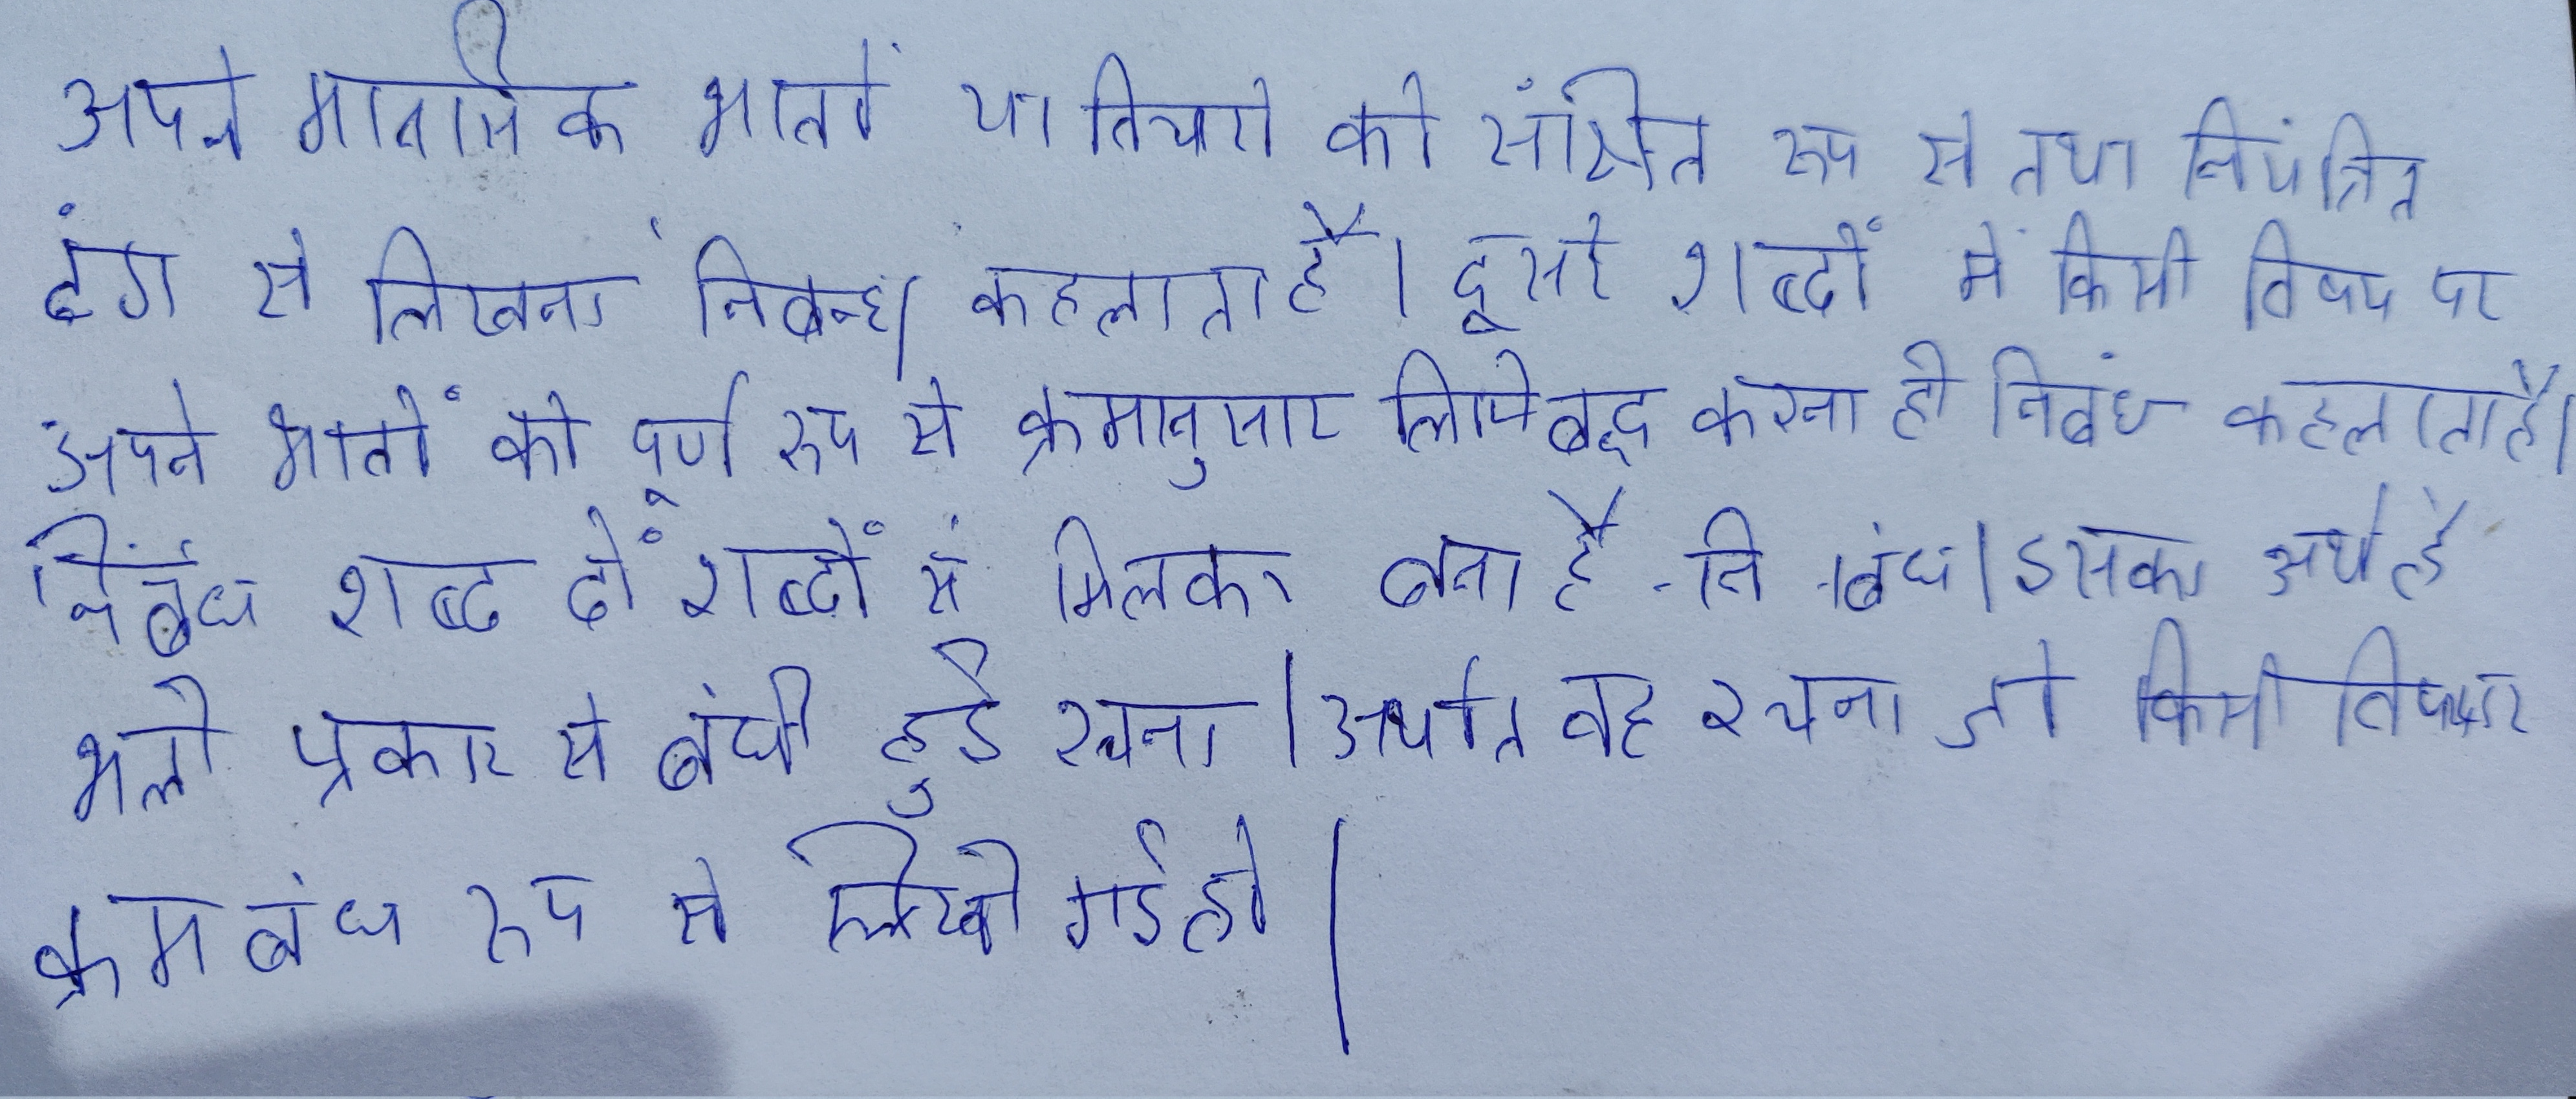 अपने मानसिक भावों या विचारो को संक्षिप्त रूप से तथा नियंत्रित
ढंग से लिखना निबन्ध कहलाता है। दूसरे शब्दों में किसी विषय पर
अपने भावों को पूर्ण रूप से क्रमानुसार लिपिबद्ध करना ही निबंध कहलाता है।
निबंध शब्द दों शब्दों से मिलकर बना है - नि - बंध। इसका अर्थ है
भली प्रकार से बंधी हुई रचना। अर्थात वह रचना जो किसी विषय पर
क्रमबंध रूप से लिखी गई हो।